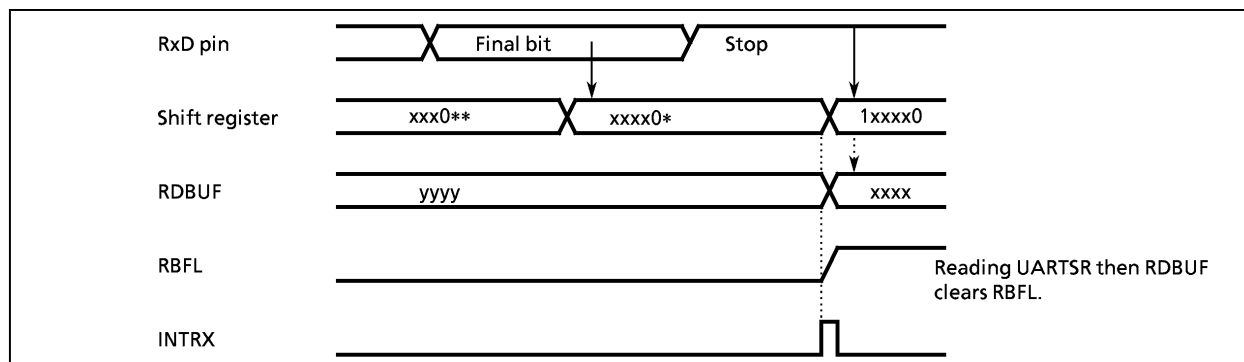 RxD pin Final bit Stop
Shift register xxx0** xxxx0* 1xxxx0
RDBUF yyyy xxxx
RBFL
Reading UARTSR then RDBUF
clears RBFL.
INTRX